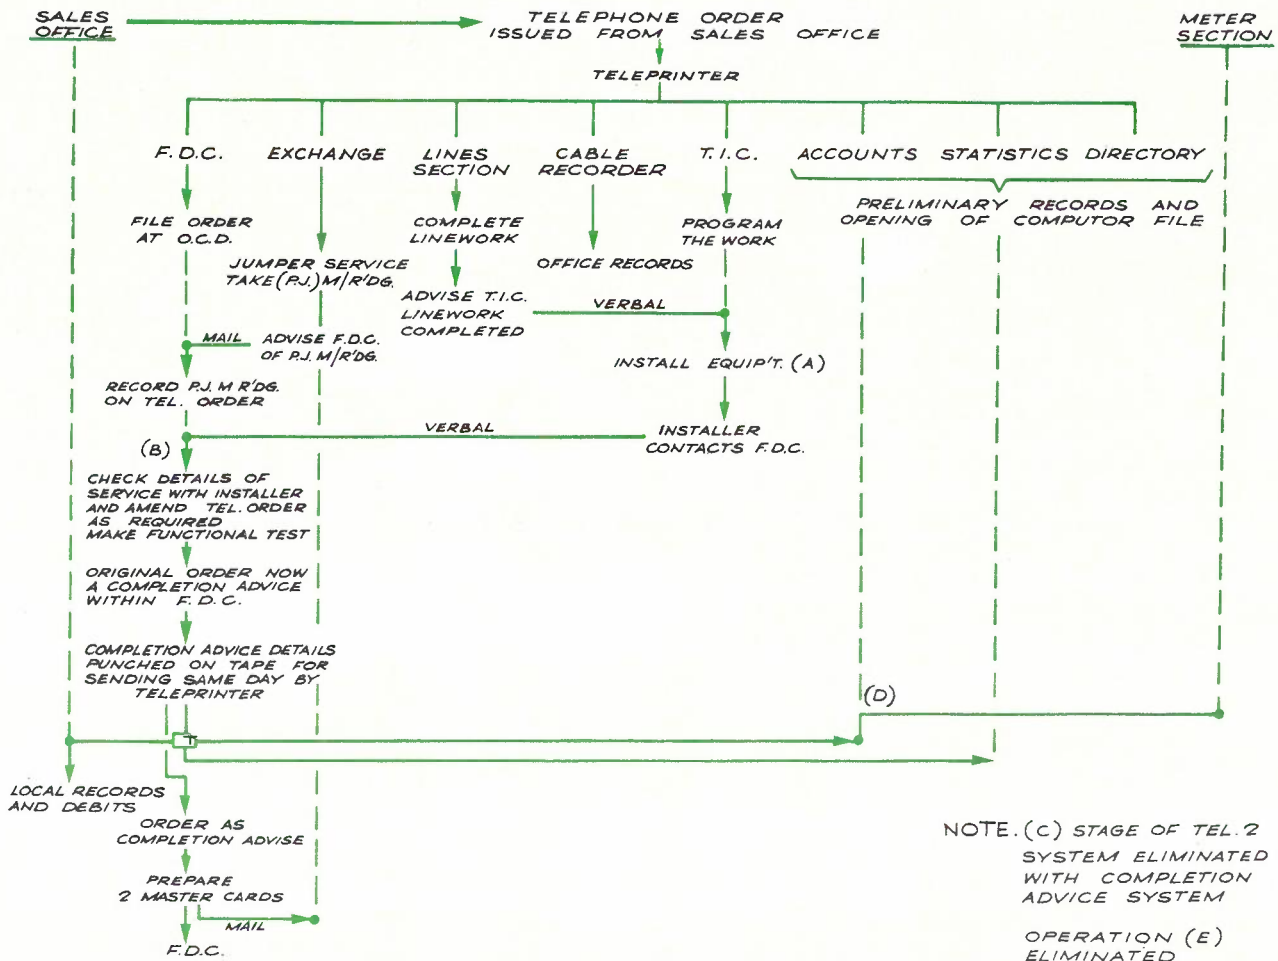 SALES
OFFICE
TELEPHONE ORDER
ISSUED FROM SALES OFFICE
METER
SECTION
TELEPRINTER
F.D.C.
EXCHANGE
LINES
SECTION
CABLE
RECORDER
T.I.C.
ACCOUNTS STATISTICS DIRECTORY
FILE ORDER
AT O.C.D.
COMPLETE
LINEWORK
PROGRAM
THE WORK
PRELIMINARY RECORDS AND
OPENING OF COMPUTOR FILE
JUMPER SERVICE
TAKE (P.J.) M/R'DG.
OFFICE RECORDS
ADVISE T.I.C.
LINEWORK
COMPLETED
VERBAL
MAIL
ADVISE F.D.C.
OF P.J. M/R'DG.
INSTALL EQUIP'T. (A)
RECORD P.J. M R'DG.
ON TEL. ORDER
VERBAL
INSTALLER
CONTACTS F.D.C.
(B)
CHECK DETAILS OF
SERVICE WITH INSTALLER
AND AMEND TEL. ORDER
AS REQUIRED
MAKE FUNCTIONAL TEST
ORIGINAL ORDER NOW
A COMPLETION ADVICE
WITHIN F.D.C.
COMPLETION ADVICE DETAILS
PUNCHED ON TAPE FOR
SENDING SAME DAY BY
TELEPRINTER
(D)
T
LOCAL RECORDS
AND DEBITS
ORDER AS
COMPLETION ADVISE
PREPARE
2 MASTER CARDS
MAIL
F.D.C.
NOTE. (C) STAGE OF TEL. 2
SYSTEM ELIMINATED
WITH COMPLETION
ADVICE SYSTEM
OPERATION (E)
ELIMINATED